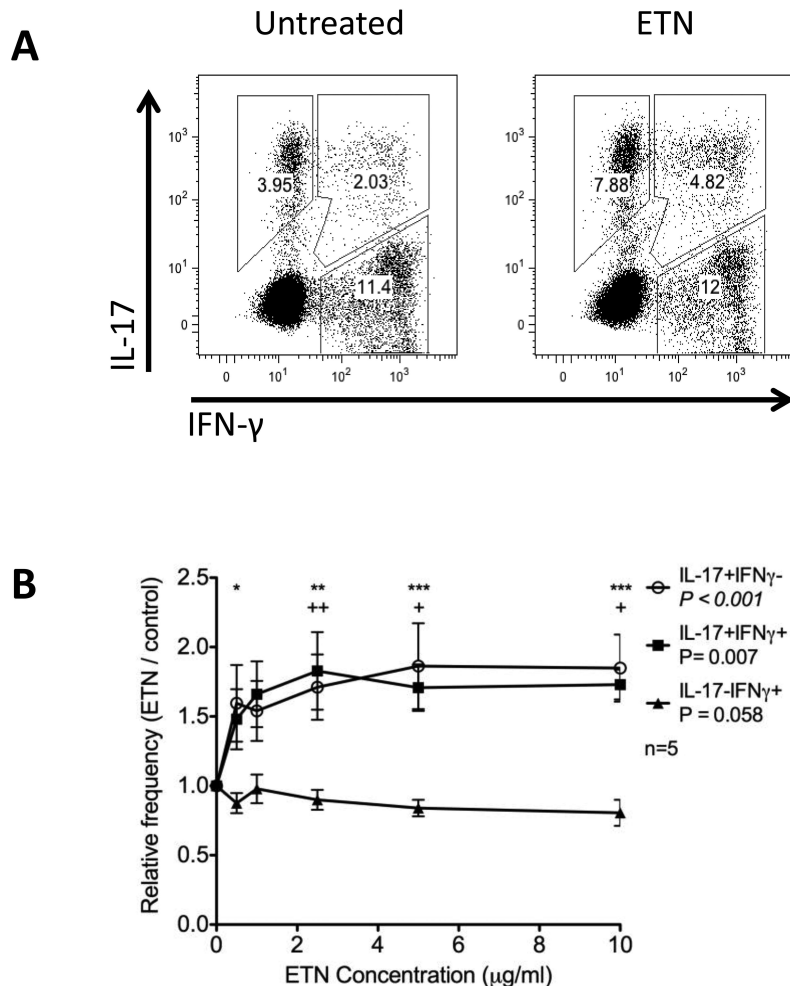 A
Untreated
ETN
10³
10²
10¹
0
3.95
2.03
11.4
0
10¹
10²
10³
10³
10²
10¹
0
7.88
4.82
12
0
10¹
10²
10³
IL-17
IFN-γ
B
Relative frequency (ETN / control)
2.5
2.0
1.5
1.0
0.5
0.0
* ** *** ***
++ + +
0 2 4 6 8 10
ETN Concentration (µg/ml)
IL-17+IFNγ-
P < 0.001
IL-17+IFNγ+
P= 0.007
IL-17-IFNγ+
P = 0.058
n=5